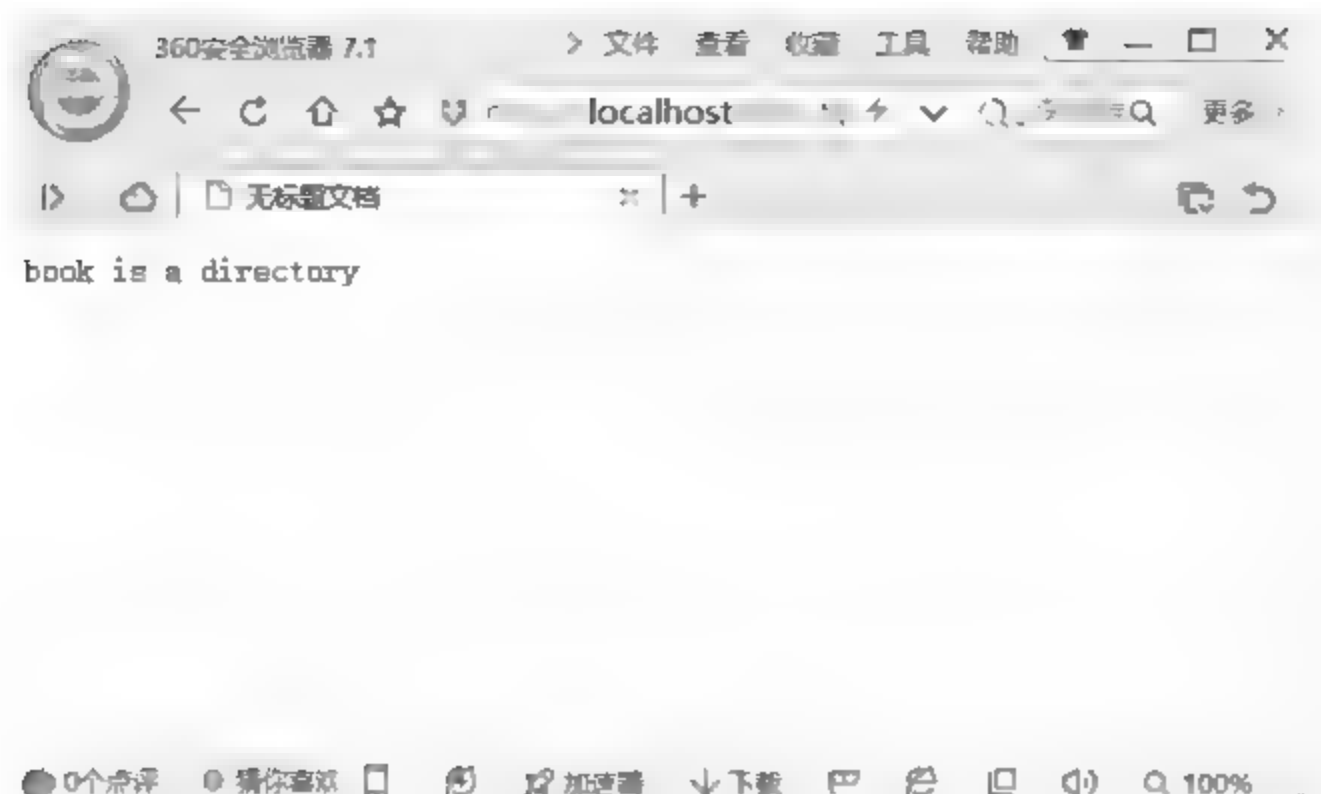 360安全浏览器 7.1 文件 查看 收藏 工具 帮助
localhost 更多
无标题文档
book is a directory
0个点评 猜你喜欢 加速器 下载 100%